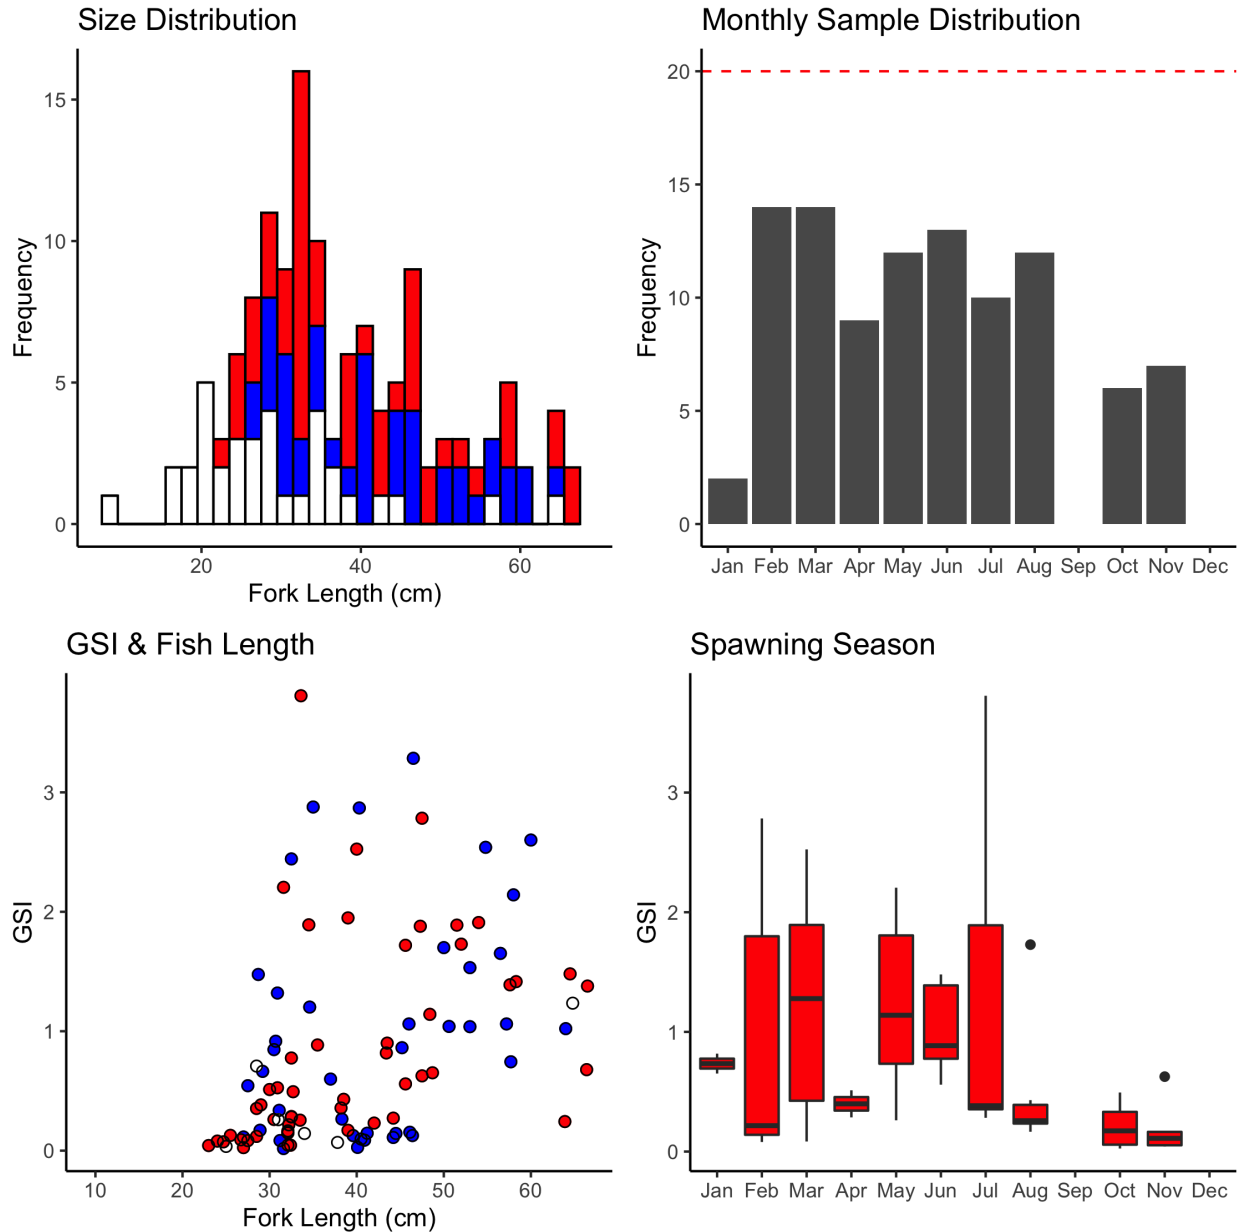 Size Distribution
Frequency
15
10
5
0
20 40 60
Fork Length (cm)
Monthly Sample Distribution
Frequency
20
15
10
5
0
Jan Feb Mar Apr May Jun Jul Aug Sep Oct Nov Dec
GSI & Fish Length
GSI
3
2
1
0
10 20 30 40 50 60
Fork Length (cm)
Spawning Season
GSI
3
2
1
0
Jan Feb Mar Apr May Jun Jul Aug Sep Oct Nov Dec